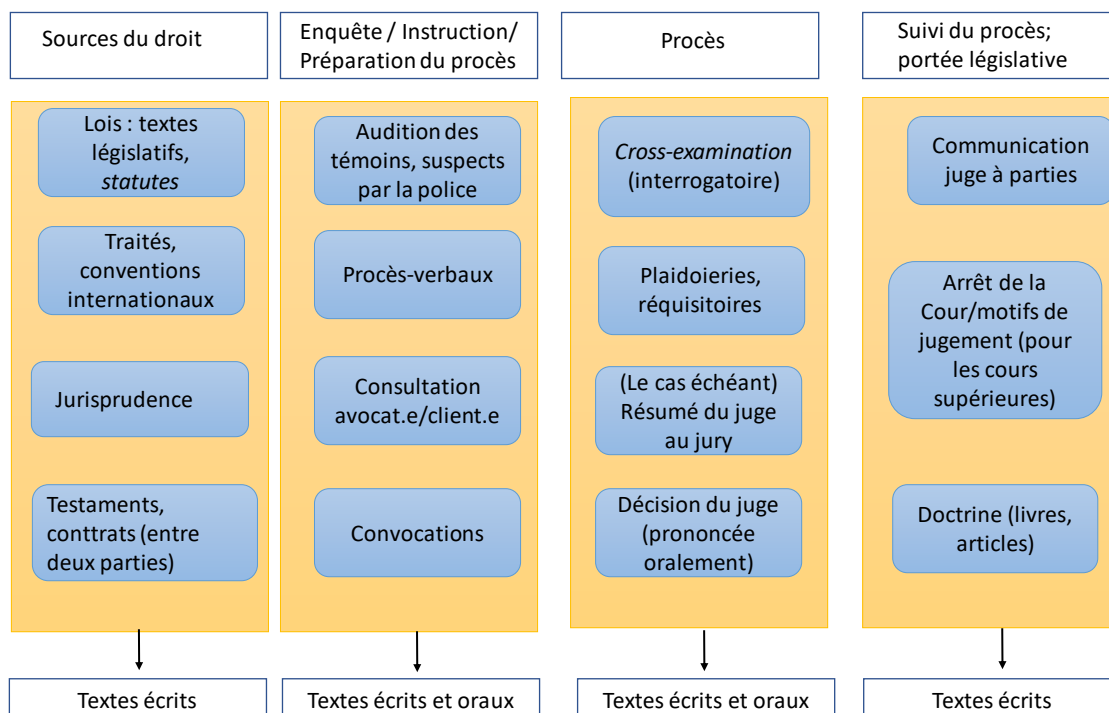 Sources du droit
Lois : textes
législatifs,
statutes
Traités,
conventions
internationaux
Jurisprudence
Testaments,
conttrats (entre
deux parties)
Textes écrits
Enquête / Instruction/
Préparation du procès
Audition des
témoins, suspects
par la police
Procès-verbaux
Consultation
avocat.e/client.e
Convocations
Textes écrits et oraux
Procès
Cross-examination
(interrogatoire)
Plaidoieries,
réquisitoires
(Le cas échéant)
Résumé du juge
au jury
Décision du juge
(prononcée
oralement)
Textes écrits et oraux
Suivi du procès;
portée législative
Communication
juge à parties
Arrêt de la
Cour/motifs de
jugement (pour
les cours
supérieures)
Doctrine (livres,
articles)
Textes écrits